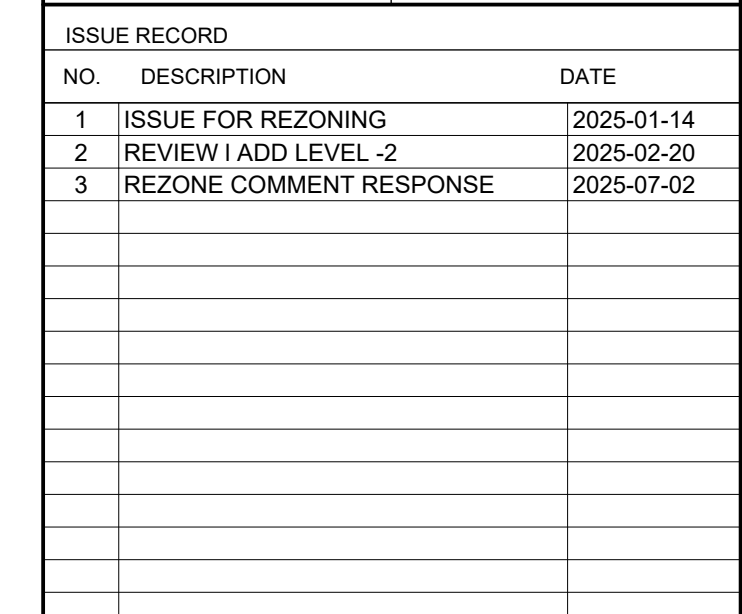 ISSUE RECORD
NO. DESCRIPTION DATE
1 ISSUE FOR REZONING 2025-01-14
2 REVIEW I ADD LEVEL -2 2025-02-20
3 REZONE COMMENT RESPONSE 2025-07-02